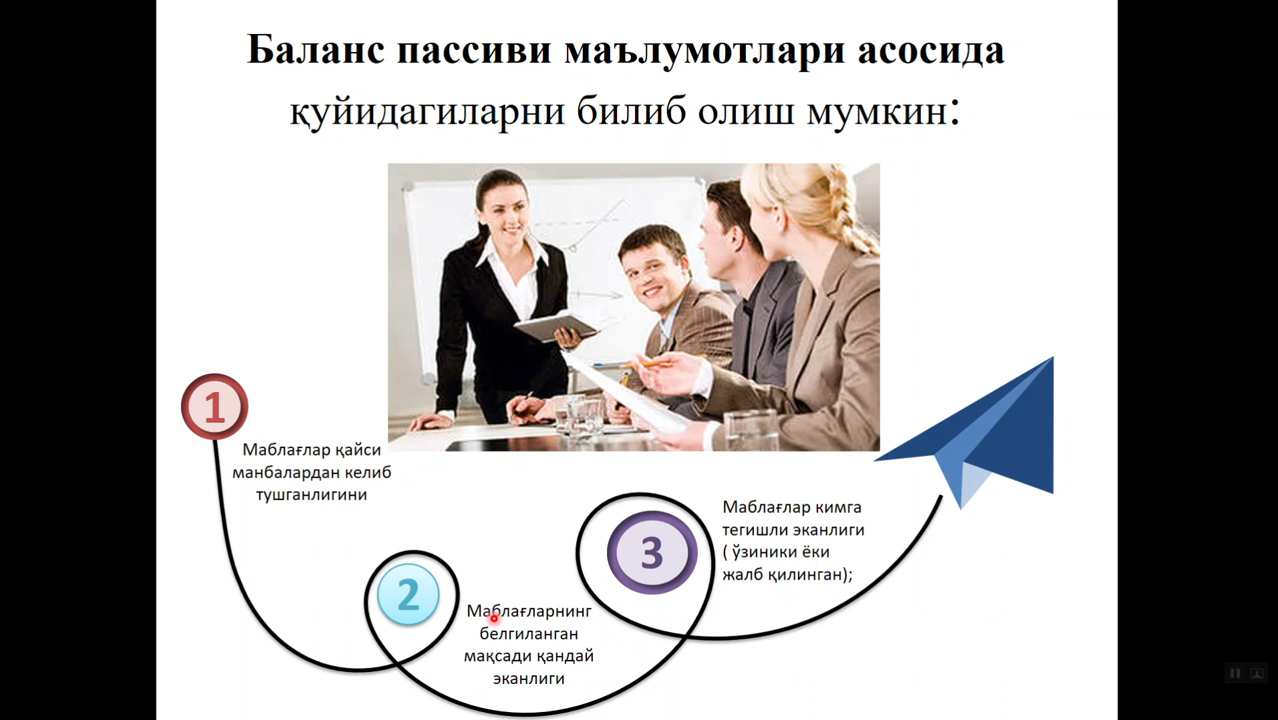 Баланс пассиви маълумотлари асосида
қуйидагиларни билиб олиш мумкин:
1
Маблағлар қайси
манбалардан келиб
тушганлигини
2
Маблағларнинг
белгиланган
мақсади қандай
эканлиги
3
Маблағлар кимга
тегишли эканлиги
( ўзиники ёки
жалб қилинган);